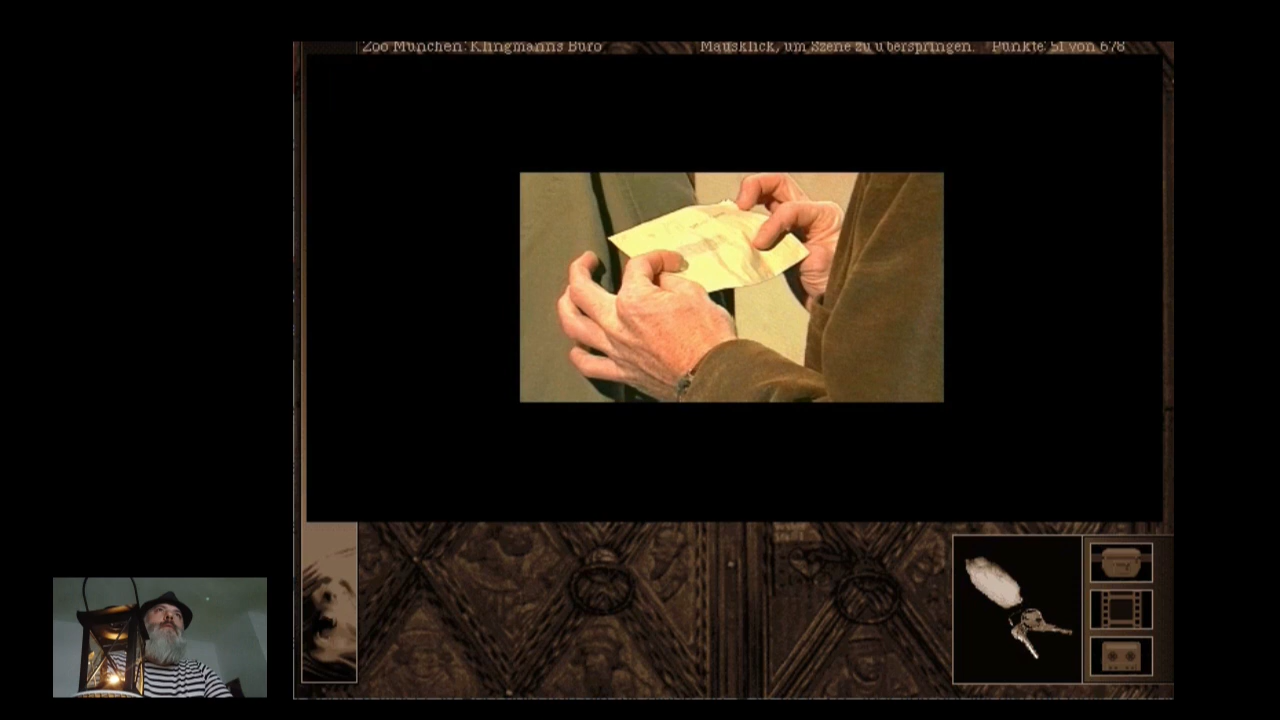 Zoo München: Klingmanns Büro
Mausklick, um Szene zu überspringen. Punkte: 51 von 678